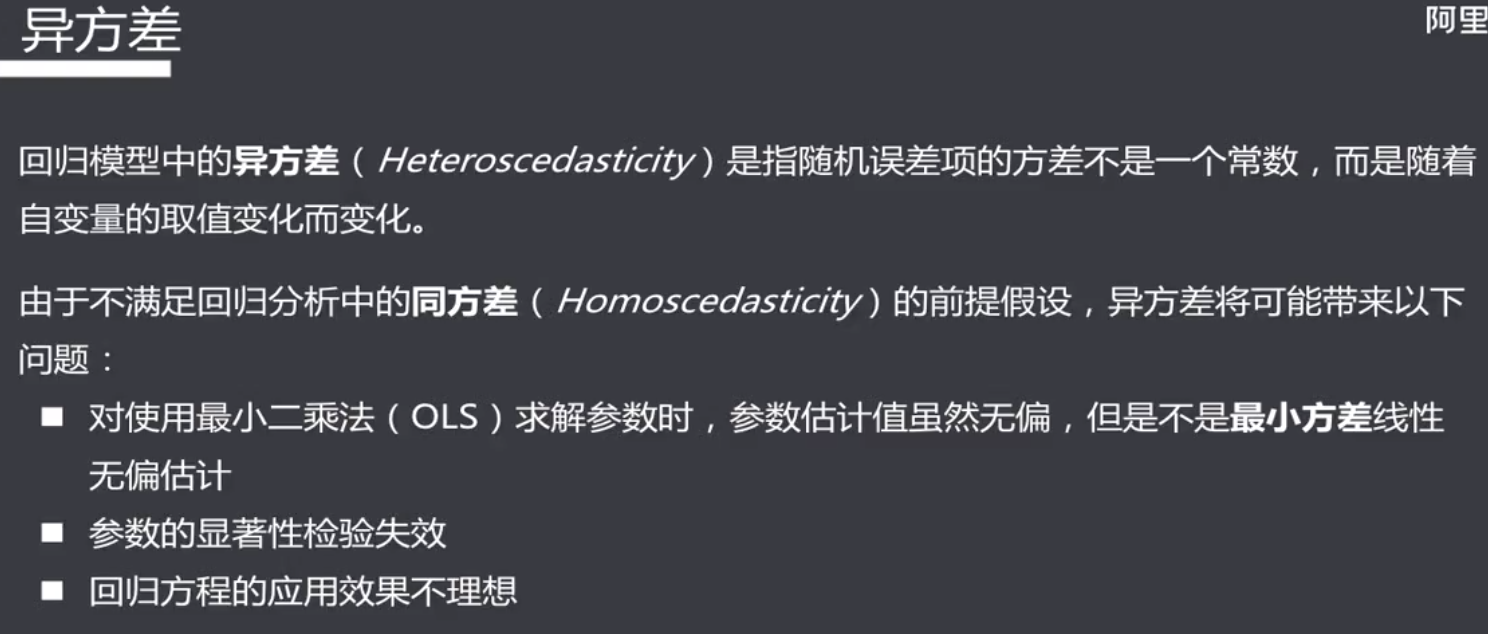 异方差
阿里
回归模型中的异方差（Heteroscedasticity）是指随机误差项的方差不是一个常数，而是随着
自变量的取值变化而变化。
由于不满足回归分析中的同方差（Homoscedasticity）的前提假设，异方差将可能带来以下
问题：
■ 对使用最小二乘法（OLS）求解参数时，参数估计值虽然无偏，但是不是最小方差线性
无偏估计
■ 参数的显著性检验失效
■ 回归方程的应用效果不理想